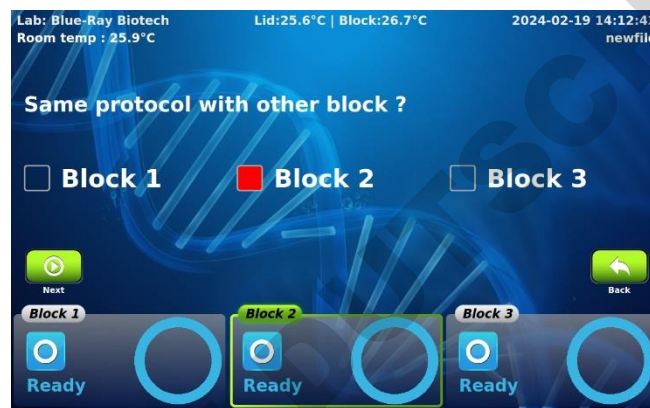 Lab: Blue-Ray Biotech Lid:25.6°C | Block:26.7°C 2024-02-19 14:12:43
Room temp : 25.9°C newfile
Same protocol with other block ?
Block 1 Block 2 Block 3
Next Back
Block 1 Block 2 Block 3
Ready Ready Ready